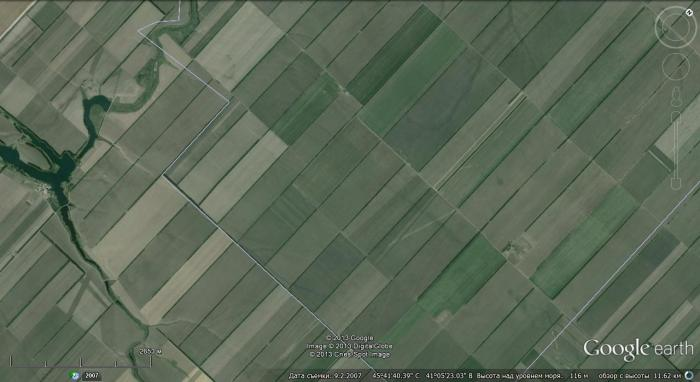 © 2013 Google
Image © 2013 DigitalGlobe
© 2013 Cnes/Spot Image
Google earth
2653 м
2007
Дата съемки: 9.2.2007 45°41'40.39" С 41°05'23.03" В Высота над уровнем моря: 116 м обзор с высоты 11.62 км